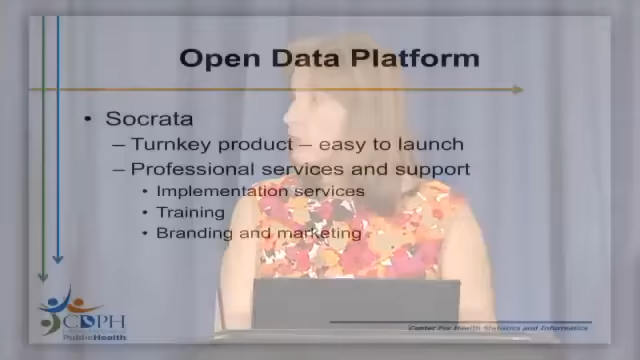 Open Data Platform
• Socrata
– Turnkey product – easy to launch
– Professional services and support
• Implementation services
• Training
• Branding and marketing
CDPH
PublicHealth
Center For Health Statistics and Informatics